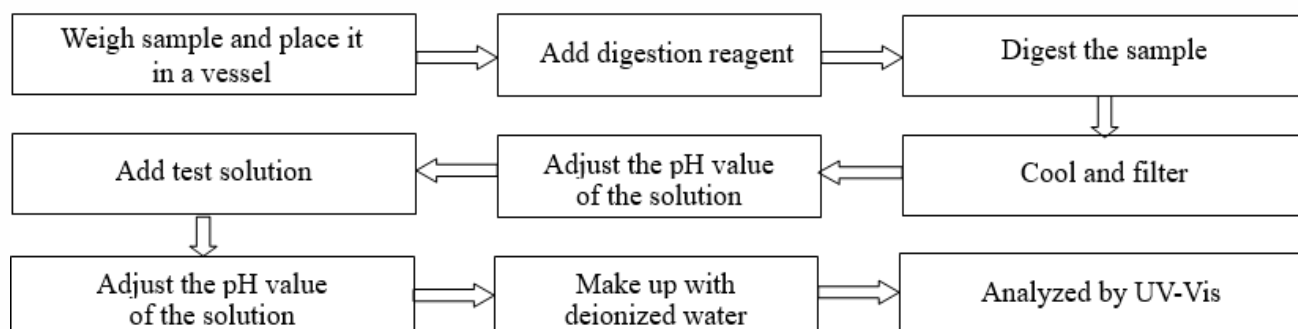 Weigh sample and place it
in a vessel
Add digestion reagent
Digest the sample
Cool and filter
Adjust the pH value
of the solution
Add test solution
Adjust the pH value
of the solution
Make up with
deionized water
Analyzed by UV-Vis